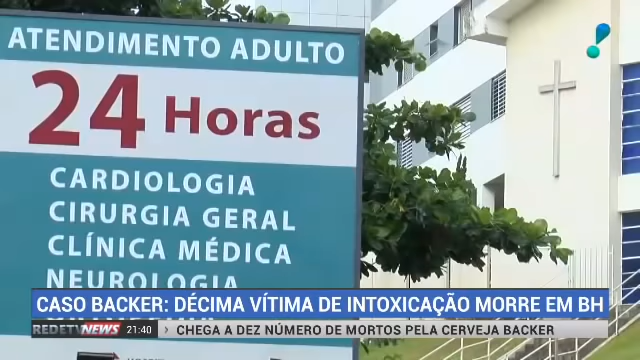 ATENDIMENTO ADULTO
24 Horas
CARDIOLOGIA
CIRURGIA GERAL
CLÍNICA MÉDICA
NEUROLOGIA
CASO BACKER: DÉCIMA VÍTIMA DE INTOXICAÇÃO MORRE EM BH
REDETV NEWS 21:40 CHEGA A DEZ NÚMERO DE MORTOS PELA CERVEJA BACKER